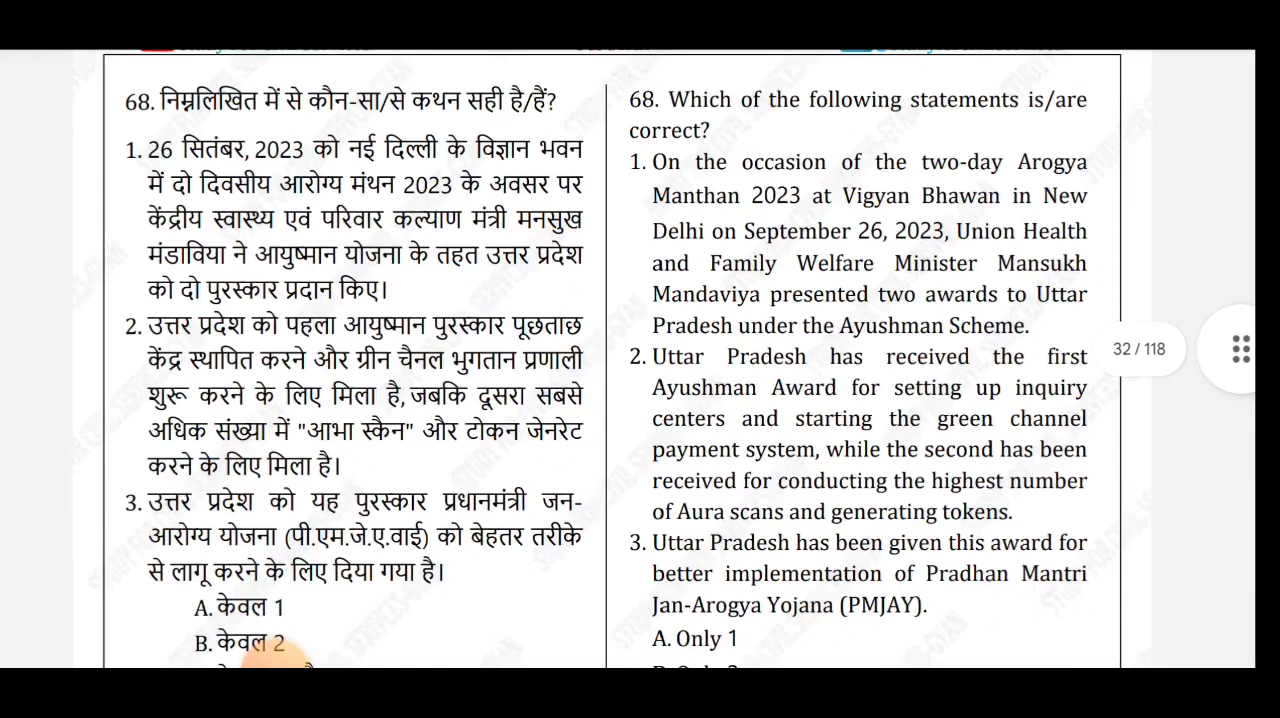 68. निम्नलिखित में से कौन-सा/से कथन सही है/हैं?
1. 26 सितंबर, 2023 को नई दिल्ली के विज्ञान भवन
में दो दिवसीय आरोग्य मंथन 2023 के अवसर पर
केंद्रीय स्वास्थ्य एवं परिवार कल्याण मंत्री मनसुख
मंडाविया ने आयुष्मान योजना के तहत उत्तर प्रदेश
को दो पुरस्कार प्रदान किए।
2. उत्तर प्रदेश को पहला आयुष्मान पुरस्कार पूछताछ
केंद्र स्थापित करने और ग्रीन चैनल भुगतान प्रणाली
शुरू करने के लिए मिला है, जबकि दूसरा सबसे
अधिक संख्या में "आभा स्कैन" और टोकन जेनरेट
करने के लिए मिला है।
3. उत्तर प्रदेश को यह पुरस्कार प्रधानमंत्री जन-
आरोग्य योजना (पी.एम.जे.ए.वाई) को बेहतर तरीके
से लागू करने के लिए दिया गया है।
A. केवल 1
B. केवल 2
68. Which of the following statements is/are
correct?
1. On the occasion of the two-day Arogya
Manthan 2023 at Vigyan Bhawan in New
Delhi on September 26, 2023, Union Health
and Family Welfare Minister Mansukh
Mandaviya presented two awards to Uttar
Pradesh under the Ayushman Scheme.
2. Uttar Pradesh has received the first
Ayushman Award for setting up inquiry
centers and starting the green channel
payment system, while the second has been
received for conducting the highest number
of Aura scans and generating tokens.
3. Uttar Pradesh has been given this award for
better implementation of Pradhan Mantri
Jan-Arogya Yojana (PMJAY).
A. Only 1
32 / 118